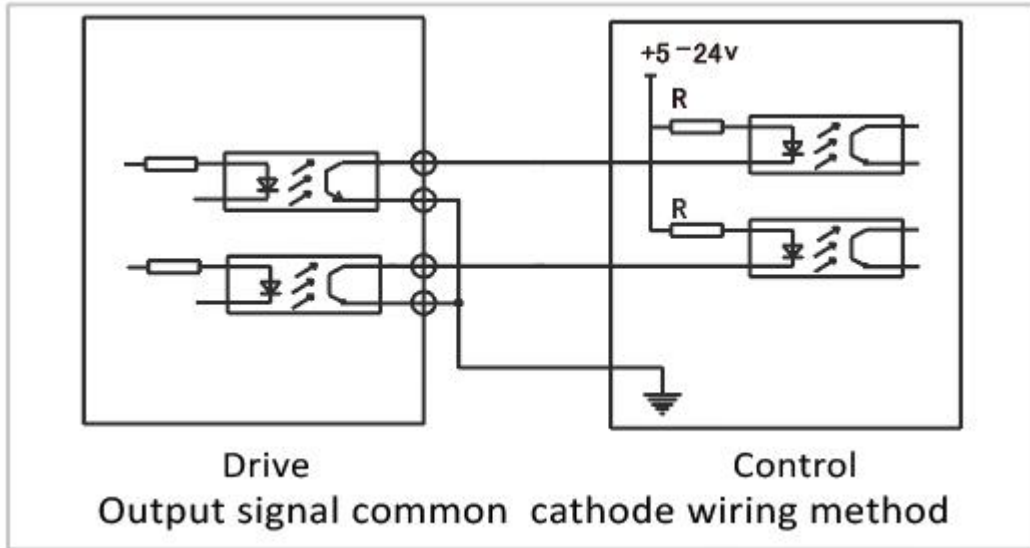 +5-24v
R
R
Drive
Control
Output signal common cathode wiring method